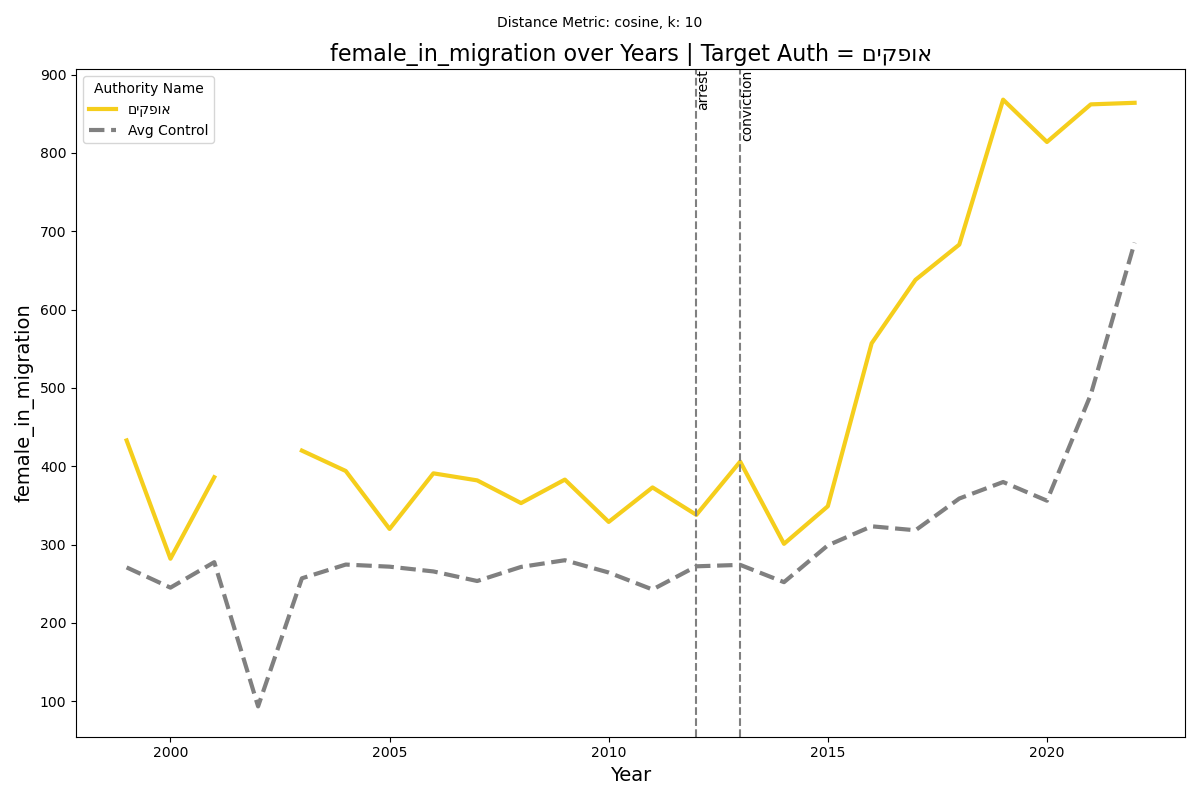 Distance Metric: cosine, k: 10
female_in_migration over Years | Target Auth = אופקים
900
800
700
600
500
400
300
200
100
female_in_migration
Authority Name
אופקים
Avg Control
arrest
conviction
2000
2005
2010
2015
2020
Year